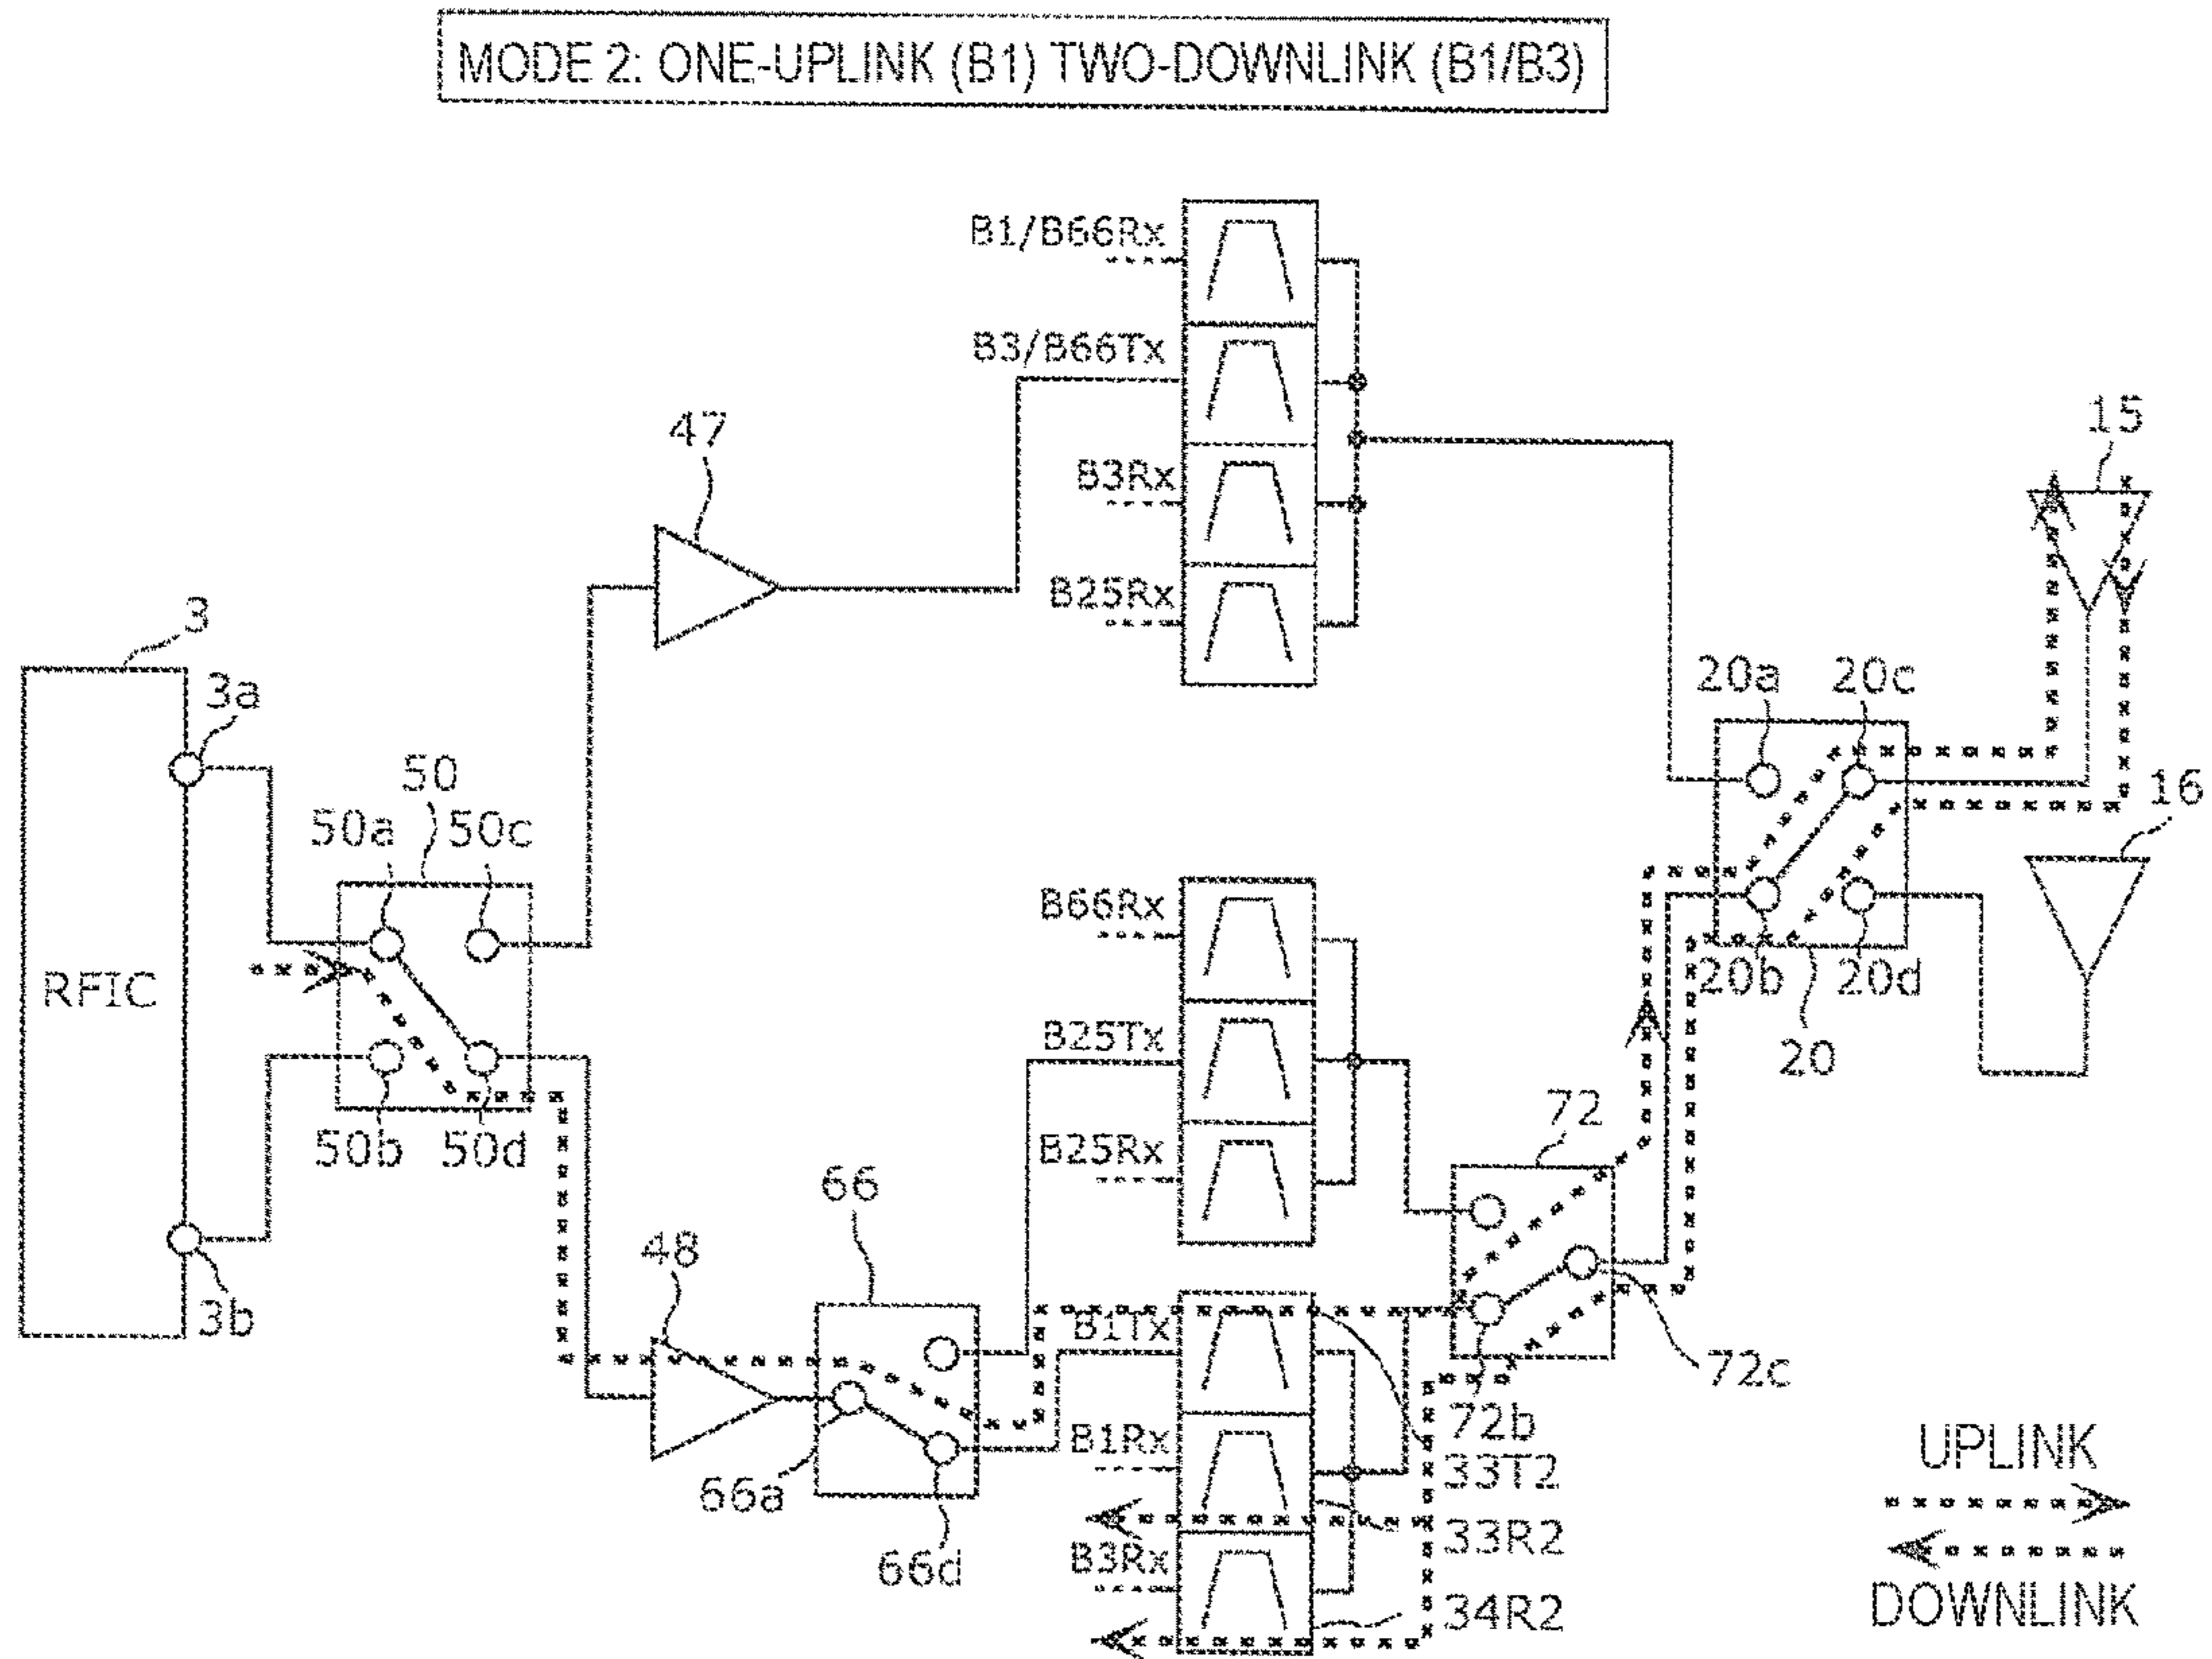 MODE 2: ONE-UPLINK (B1) TWO-DOWNLINK (B1/B3)
B1/B66Rx
B3/B66Tx
B3Rx
B25Rx
47
15
3
3a
50
50a
50c
RFIC
50b
50d
3b
20a
20c
16
20b
20d
20
B66Rx
B25Tx
B25Rx
72
66
48
B1Tx
B1Rx
B3Rx
66a
66d
72c
72b
33T2
33R2
34R2
UPLINK
DOWNLINK